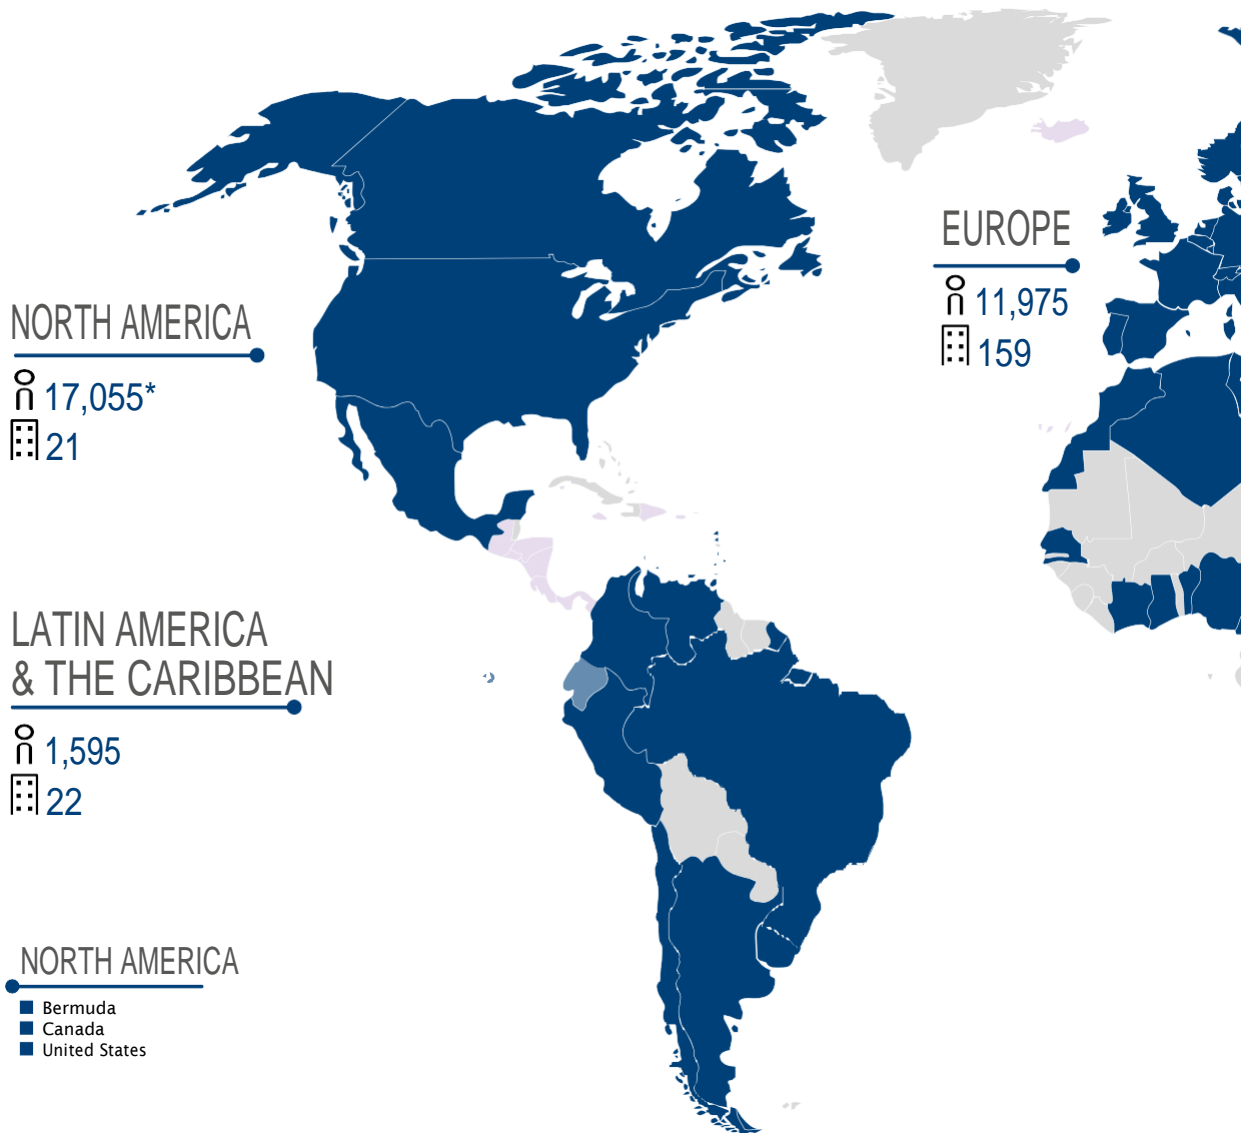 EUROPE
11,975
159
NORTH AMERICA
17,055*
21
LATIN AMERICA
& THE CARIBBEAN
1,595
22
NORTH AMERICA
Bermuda
Canada
United States